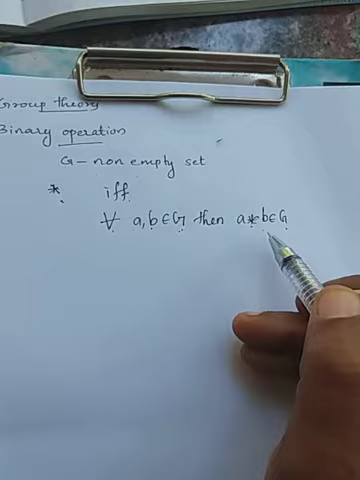 Group theory
Binary operation
G - non empty set
* iff
∀ a,b∈G then a*b∈G